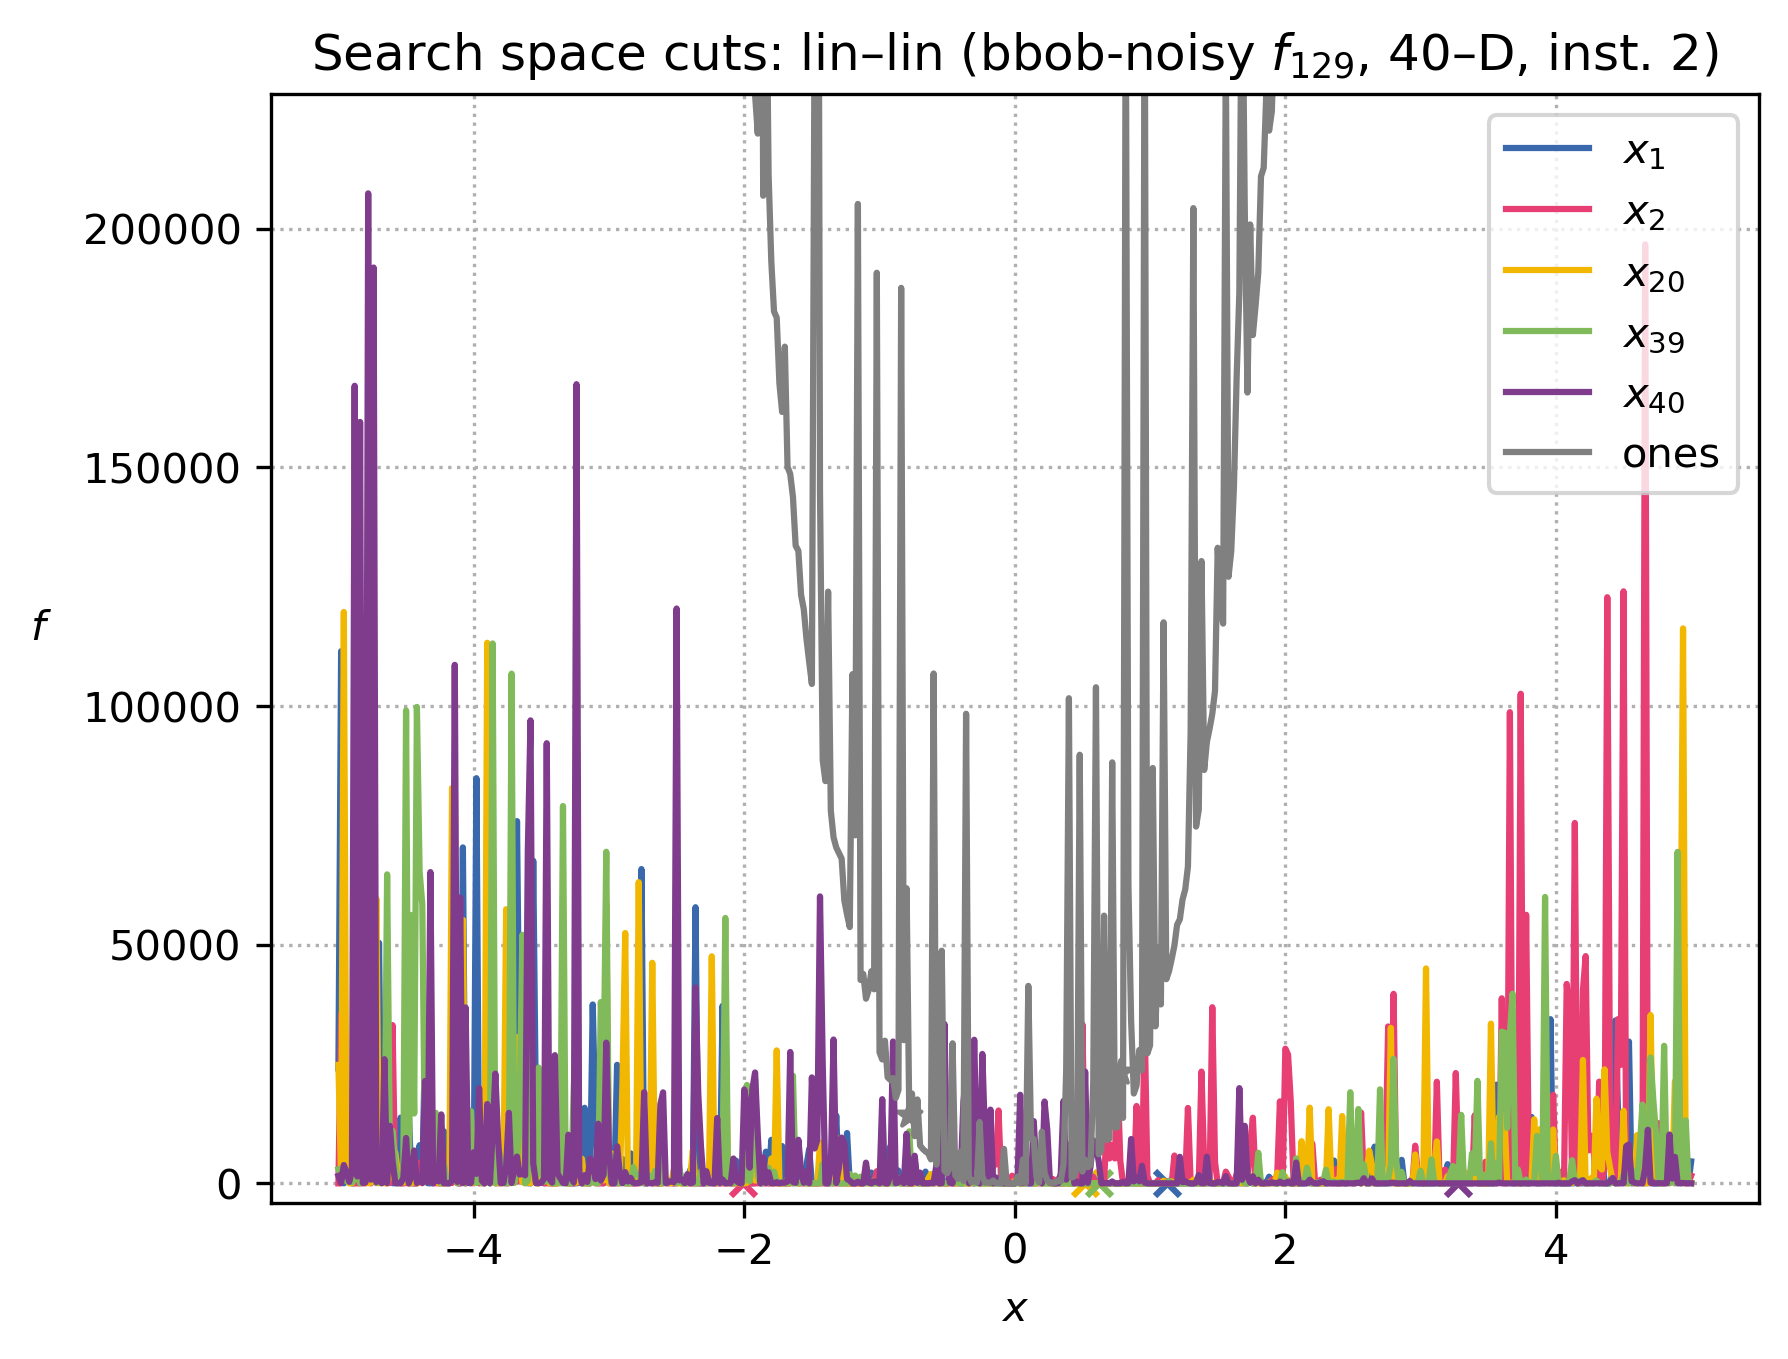 Search space cuts: lin–lin (bbob-noisy f129, 40–D, inst. 2)
x1
x2
x20
x39
x40
ones
f
200000
150000
100000
50000
0
−4
−2
0
2
4
x